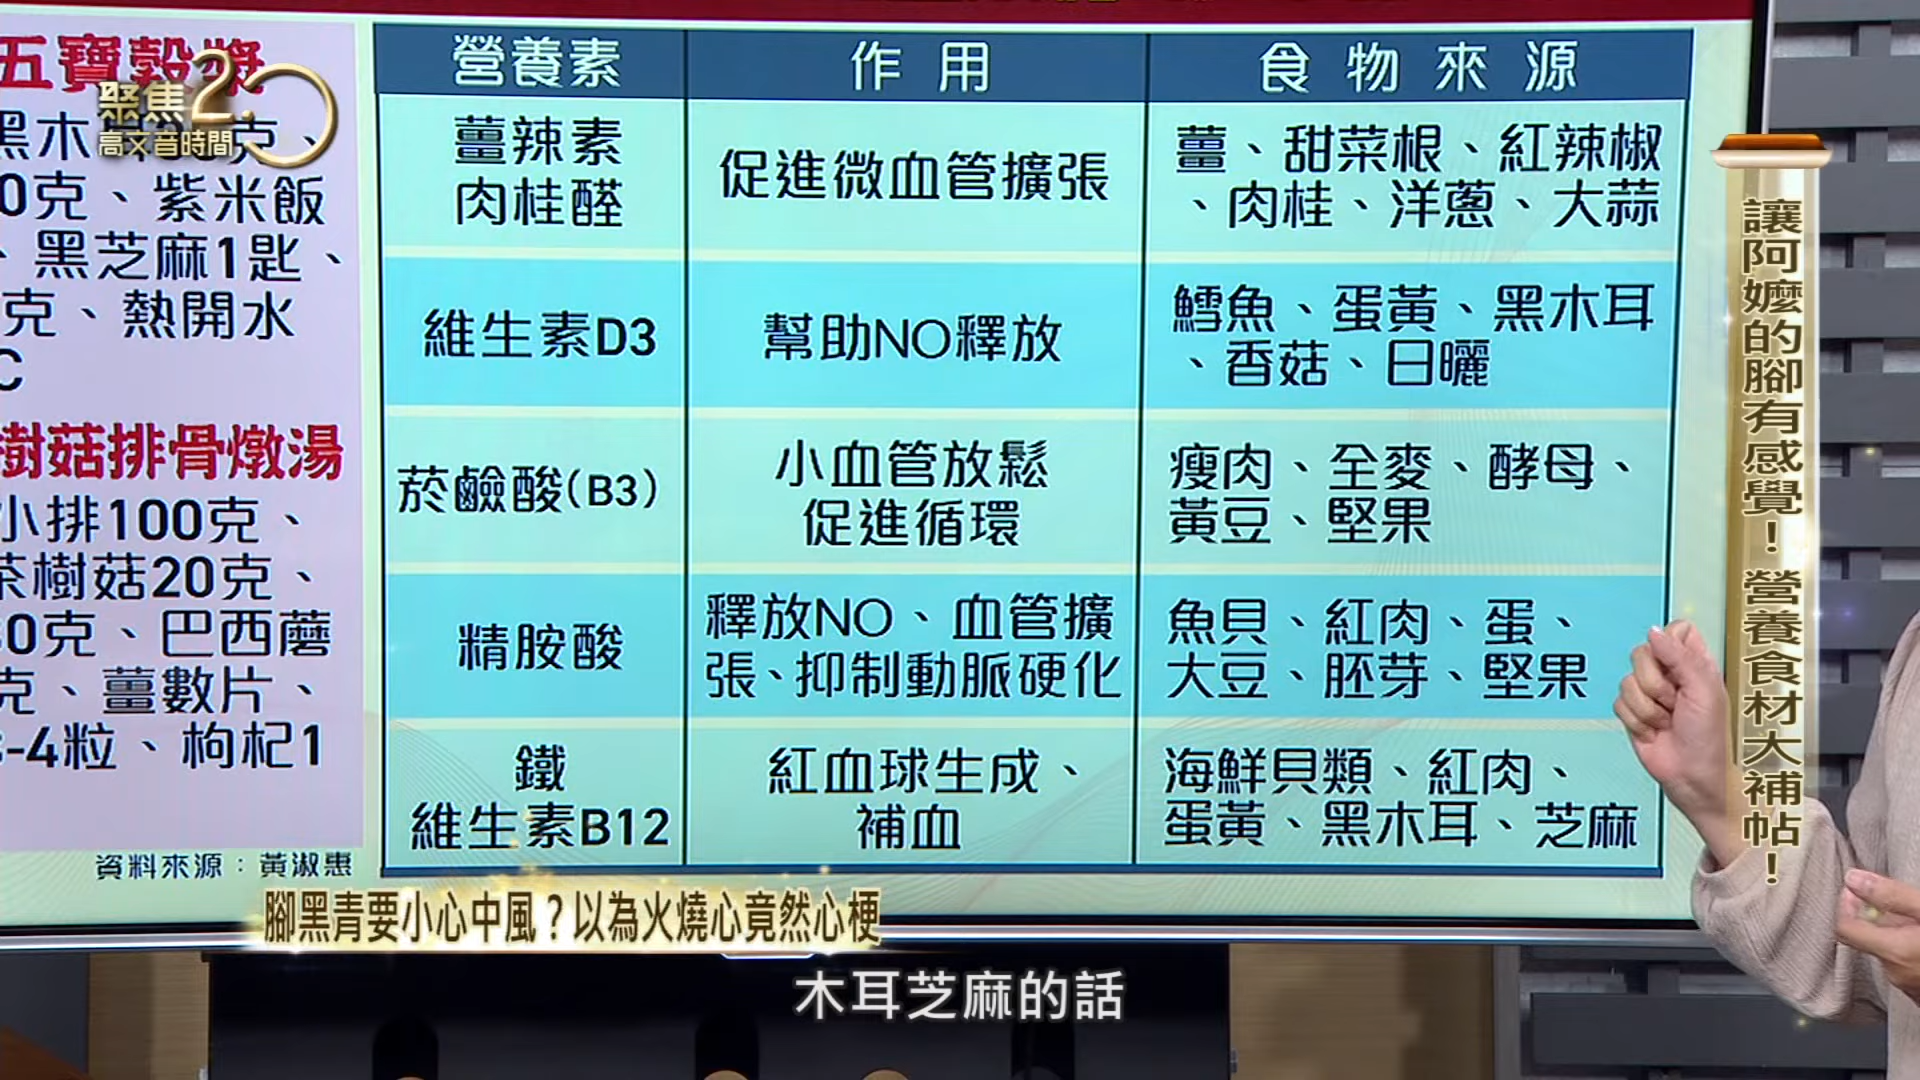 五寶穀漿
聚焦2.0
高文音時間
黑木
克、
0克、紫米飯
、黑芝麻1匙、
克、熱開水
C
樹菇排骨燉湯
小排100克、
茶樹菇20克、
0克、巴西蘑
克、薑數片、
3-4粒、枸杞1
資料來源：黃淑惠
營養素 作用 食物來源
薑辣素
肉桂醛
促進微血管擴張
薑、甜菜根、紅辣椒
、肉桂、洋蔥、大蒜
維生素D3
幫助NO釋放
鱈魚、蛋黃、黑木耳
、香菇、日曬
菸鹼酸(B3)
小血管放鬆
促進循環
瘦肉、全麥、酵母、
黃豆、堅果
精胺酸
釋放NO、血管擴
張、抑制動脈硬化
魚貝、紅肉、蛋、
大豆、胚芽、堅果
鐵
維生素B12
紅血球生成、
補血
海鮮貝類、紅肉、
蛋黃、黑木耳、芝麻
讓阿嬤的腳有感覺！營養食材大補帖！
腳黑青要小心中風？以為火燒心竟然心梗
木耳芝麻的話